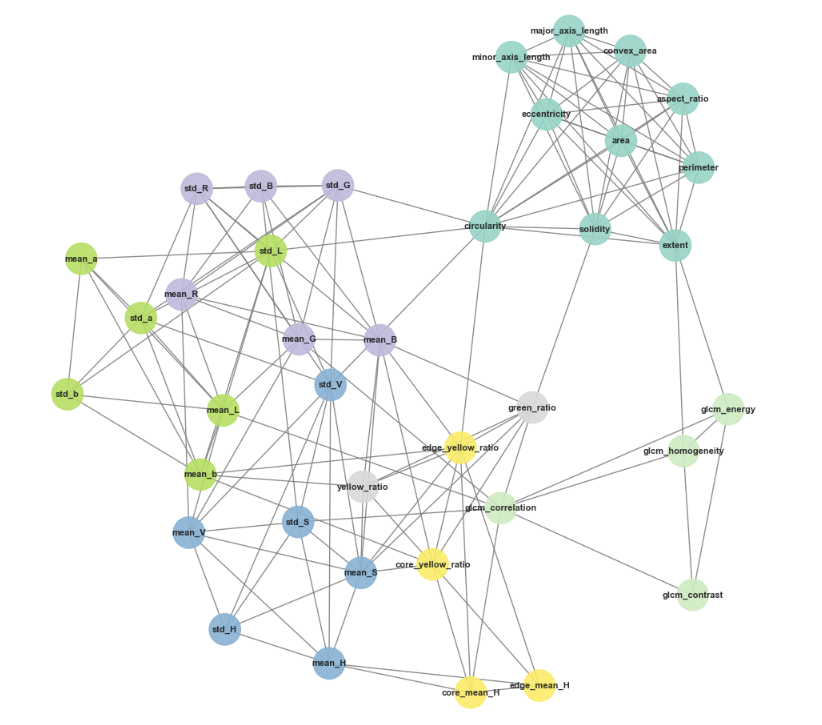 major_axis_length
convex_area
minor_axis_length
aspect_ratio
eccentricity
area
perimeter
std_R
std_B
std_G
circularity
solidity
extent
std_L
mean_a
mean_R
std_a
mean_G
mean_B
std_V
std_b
mean_L
green_ratio
glcm_energy
edge_yellow_ratio
glcm_homogeneity
mean_b
yellow_ratio
glcm_correlation
std_S
mean_V
core_yellow_ratio
mean_S
glcm_contrast
std_H
mean_H
edge_mean_H
core_mean_H